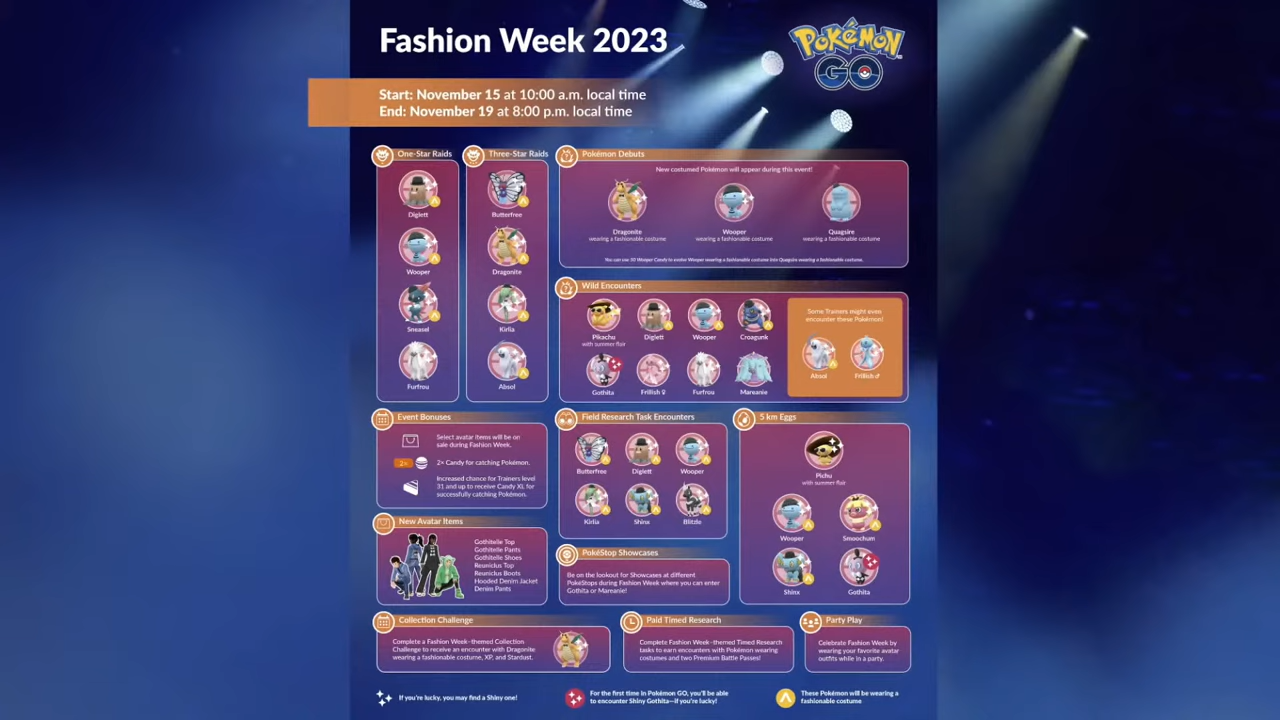 Fashion Week 2023
POKÉMON
GO
Start: November 15 at 10:00 a.m. local time
End: November 19 at 8:00 p.m. local time
One-Star Raids
Diglett
Wooper
Sneasel
Furfrou
Three-Star Raids
Butterfree
Dragonite
Kirlia
Absol
Pokémon Debuts
New costumed Pokémon will appear during this event!
Dragonite
wearing a fashionable costume
Wooper
wearing a fashionable costume
Quagsire
wearing a fashionable costume
You can use 50 Wooper Candy to evolve Wooper wearing a fashionable costume into Quagsire wearing a fashionable costume.
Wild Encounters
Pikachu
with summer flair
Diglett
Wooper
Croagunk
Gothita
Frillish ♀
Furfrou
Mareanie
Some Trainers might even
encounter these Pokémon!
Absol
Frillish ♂
Event Bonuses
Select avatar items will be on
sale during Fashion Week.
2×
2× Candy for catching Pokémon.
Increased chance for Trainers level
31 and up to receive Candy XL for
successfully catching Pokémon.
New Avatar Items
Gothitelle Top
Gothitelle Pants
Gothitelle Shoes
Reuniclus Top
Reuniclus Boots
Hooded Denim Jacket
Denim Pants
Field Research Task Encounters
Butterfree
Diglett
Wooper
Kirlia
Shinx
Blitzle
PokéStop Showcases
Be on the lookout for Showcases at different
PokéStops during Fashion Week where you can enter
Gothita or Mareanie!
5 km Eggs
Pichu
with summer flair
Wooper
Smoochum
Shinx
Gothita
Collection Challenge
Complete a Fashion Week–themed Collection
Challenge to receive an encounter with Dragonite
wearing a fashionable costume, XP, and Stardust.
Paid Timed Research
Complete Fashion Week–themed Timed Research
tasks to earn encounters with Pokémon wearing
costumes and two Premium Battle Passes!
Party Play
Celebrate Fashion Week by
wearing your favorite avatar
outfits while in a party.
If you're lucky, you may find a Shiny one!
For the first time in Pokémon GO, you'll be able
to encounter Shiny Gothita—if you're lucky!
These Pokémon will be wearing a
fashionable costume